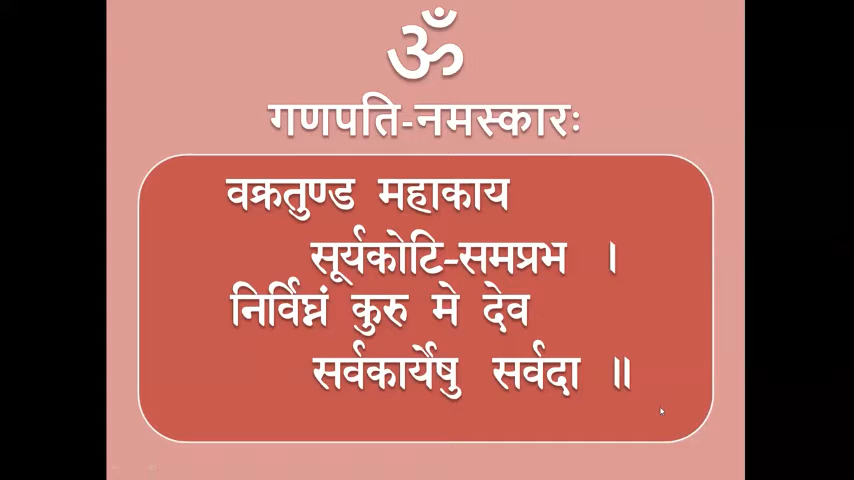 ॐ
गणपति-नमस्कारः
वक्रतुण्ड महाकाय
सूर्यकोटि-समप्रभ ।
निर्विघ्नं कुरु मे देव
सर्वकार्येषु सर्वदा ॥